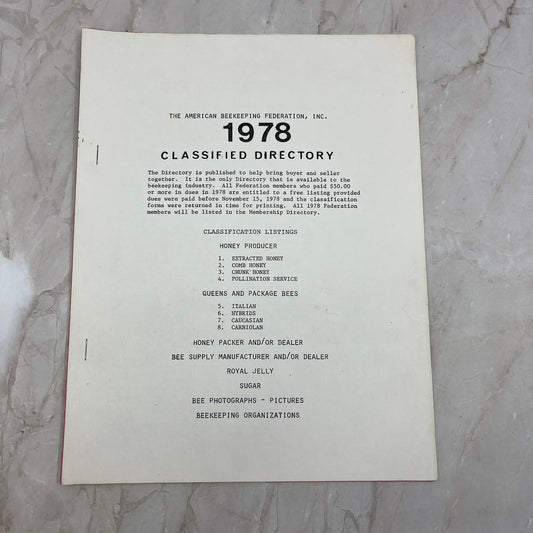 THE AMERICAN BEEKEEPING FEDERATION, INC.
1978
CLASSIFIED DIRECTORY
The Directory is published to help bring buyer and seller
together. It is the only Directory that is available to the
beekeeping industry. All Federation members who paid $50.00
or more in dues in 1978 are entitled to a free listing provided
dues were paid before November 15, 1978 and the classification
forms were returned in time for printing. All 1978 Federation
members will be listed in the Membership Directory.
CLASSIFICATION LISTINGS
HONEY PRODUCER
1. EXTRACTED HONEY
2. COMB HONEY
3. CHUNK HONEY
4. POLLINATION SERVICE
QUEENS AND PACKAGE BEES
5. ITALIAN
6. HYBRIDS
7. CAUCASIAN
8. CARNIOLAN
HONEY PACKER AND/OR DEALER
BEE SUPPLY MANUFACTURER AND/OR DEALER
ROYAL JELLY
SUGAR
BEE PHOTOGRAPHS - PICTURES
BEEKEEPING ORGANIZATIONS